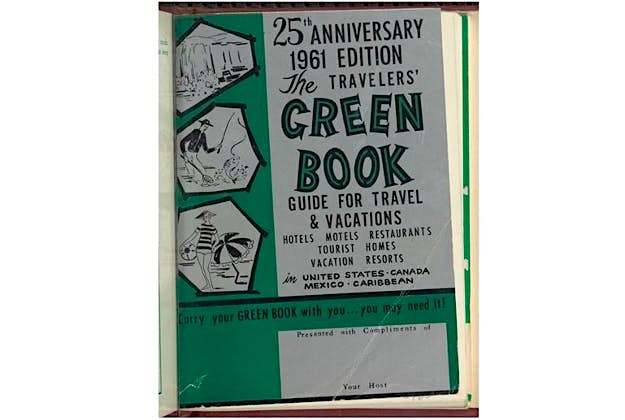 25th ANNIVERSARY
1961 EDITION
The TRAVELERS'
GREEN
BOOK
GUIDE FOR TRAVEL
& VACATIONS
HOTELS MOTELS RESTAURANTS
TOURIST HOMES
VACATION RESORTS
in UNITED STATES · CANADA
MEXICO · CARIBBEAN
Carry your GREEN BOOK with you... you may need it!
Presented with Compliments of
Your Host